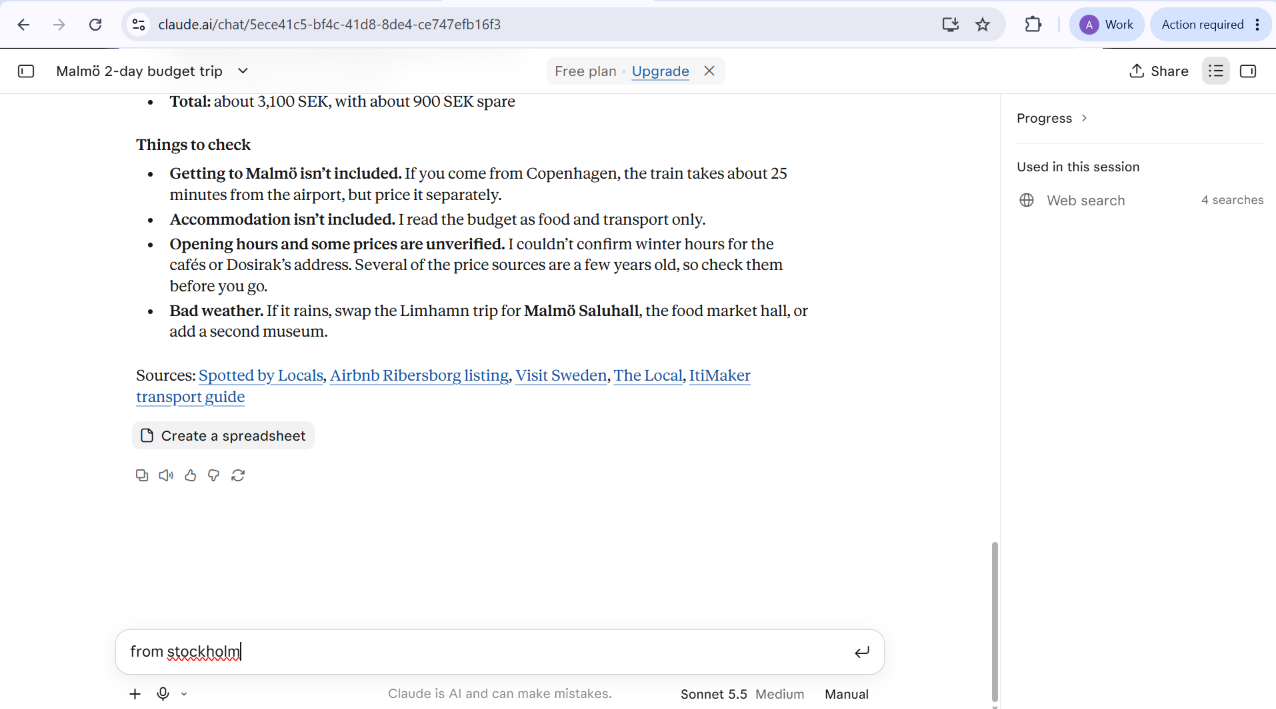 claude.ai/chat/5ece41c5-bf4c-41d8-8de4-ce747efb16f3
A Work
Action required
Malmö 2-day budget trip
Free plan · Upgrade
Share
• Total: about 3,100 SEK, with about 900 SEK spare
Things to check
• Getting to Malmö isn't included. If you come from Copenhagen, the train takes about 25
minutes from the airport, but price it separately.
• Accommodation isn't included. I read the budget as food and transport only.
• Opening hours and some prices are unverified. I couldn't confirm winter hours for the
cafés or Dosirak's address. Several of the price sources are a few years old, so check them
before you go.
• Bad weather. If it rains, swap the Limhamn trip for Malmö Saluhall, the food market hall, or
add a second museum.
Sources: Spotted by Locals, Airbnb Ribersborg listing, Visit Sweden, The Local, ItiMaker
transport guide
Create a spreadsheet
from stockholm
Claude is AI and can make mistakes.
Sonnet 5.5 Medium
Manual
Progress
Used in this session
Web search
4 searches